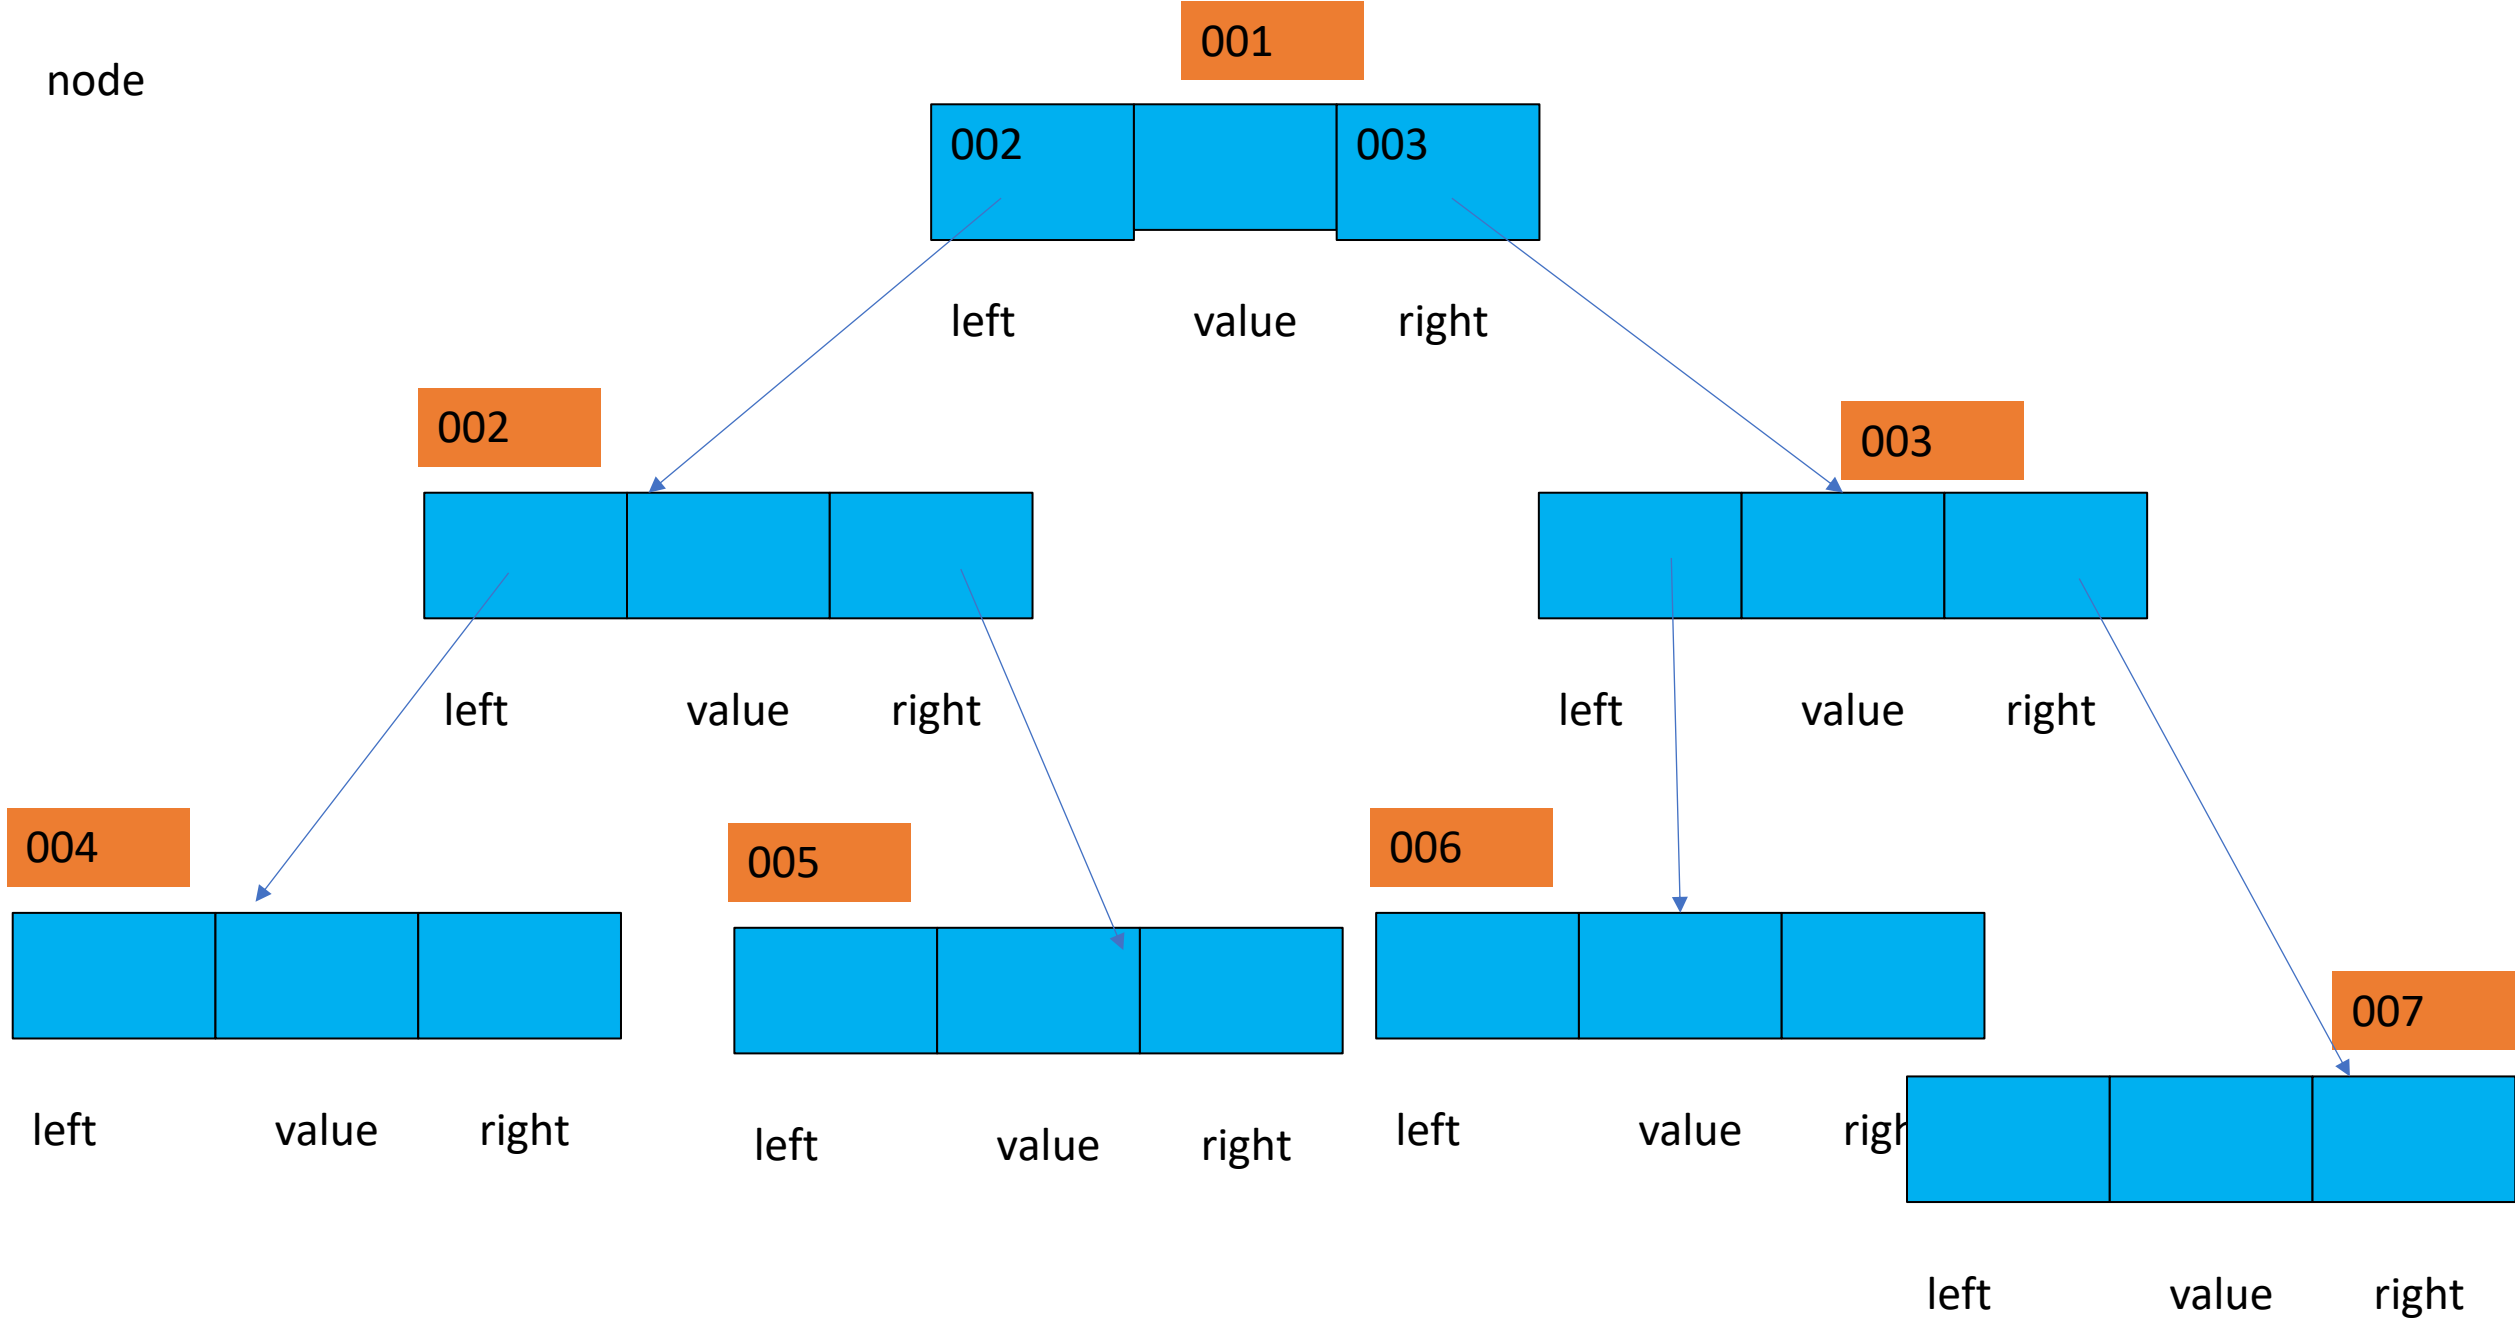 001
node
002 003
left value right
002
003
left value right
left value right
004
005
006
007
left value right
left value right
left value righ
left value right